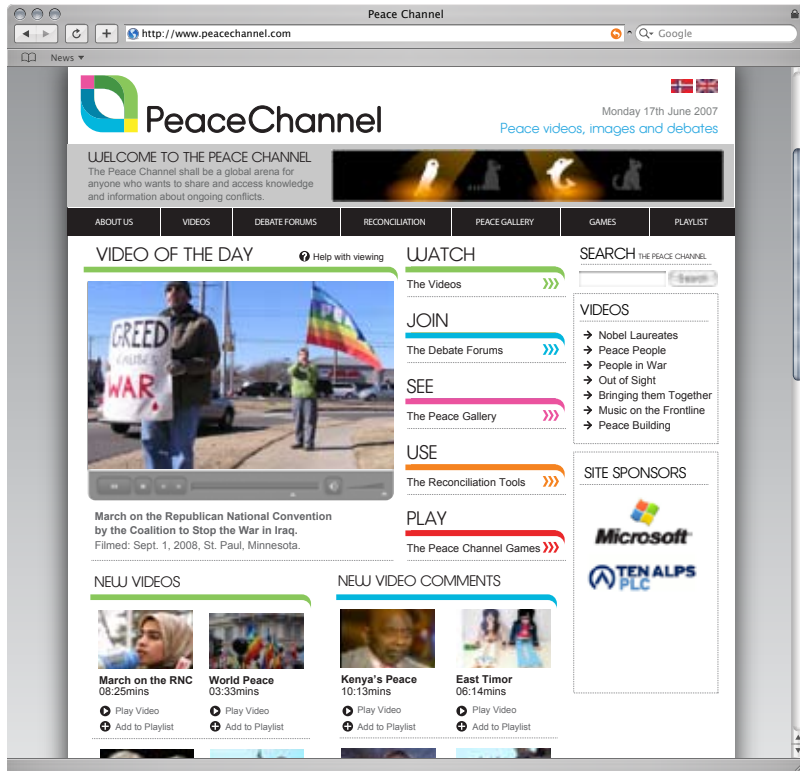 Peace Channel
http://www.peacechannel.com
Google
News
PeaceChannel
Monday 17th June 2007
Peace videos, images and debates
WELCOME TO THE PEACE CHANNEL
The Peace Channel shall be a global arena for
anyone who wants to share and access knowledge
and information about ongoing conflicts.
ABOUT US
VIDEOS
DEBATE FORUMS
RECONCILIATION
PEACE GALLERY
GAMES
PLAYLIST
VIDEO OF THE DAY
Help with viewing
GREED
CAUSES
WAR.
March on the Republican National Convention
by the Coalition to Stop the War in Iraq.
Filmed: Sept. 1, 2008, St. Paul, Minnesota.
WATCH
The Videos
JOIN
The Debate Forums
SEE
The Peace Gallery
USE
The Reconciliation Tools
PLAY
The Peace Channel Games
SEARCH THE PEACE CHANNEL
Search
VIDEOS
Nobel Laureates
Peace People
People in War
Out of Sight
Bringing them Together
Music on the Frontline
Peace Building
SITE SPONSORS
Microsoft
TEN ALPS
PLC
NEW VIDEOS
March on the RNC
08:25mins
Play Video
Add to Playlist
World Peace
03:33mins
Play Video
Add to Playlist
NEW VIDEO COMMENTS
Kenya's Peace
10:13mins
Play Video
Add to Playlist
East Timor
06:14mins
Play Video
Add to Playlist